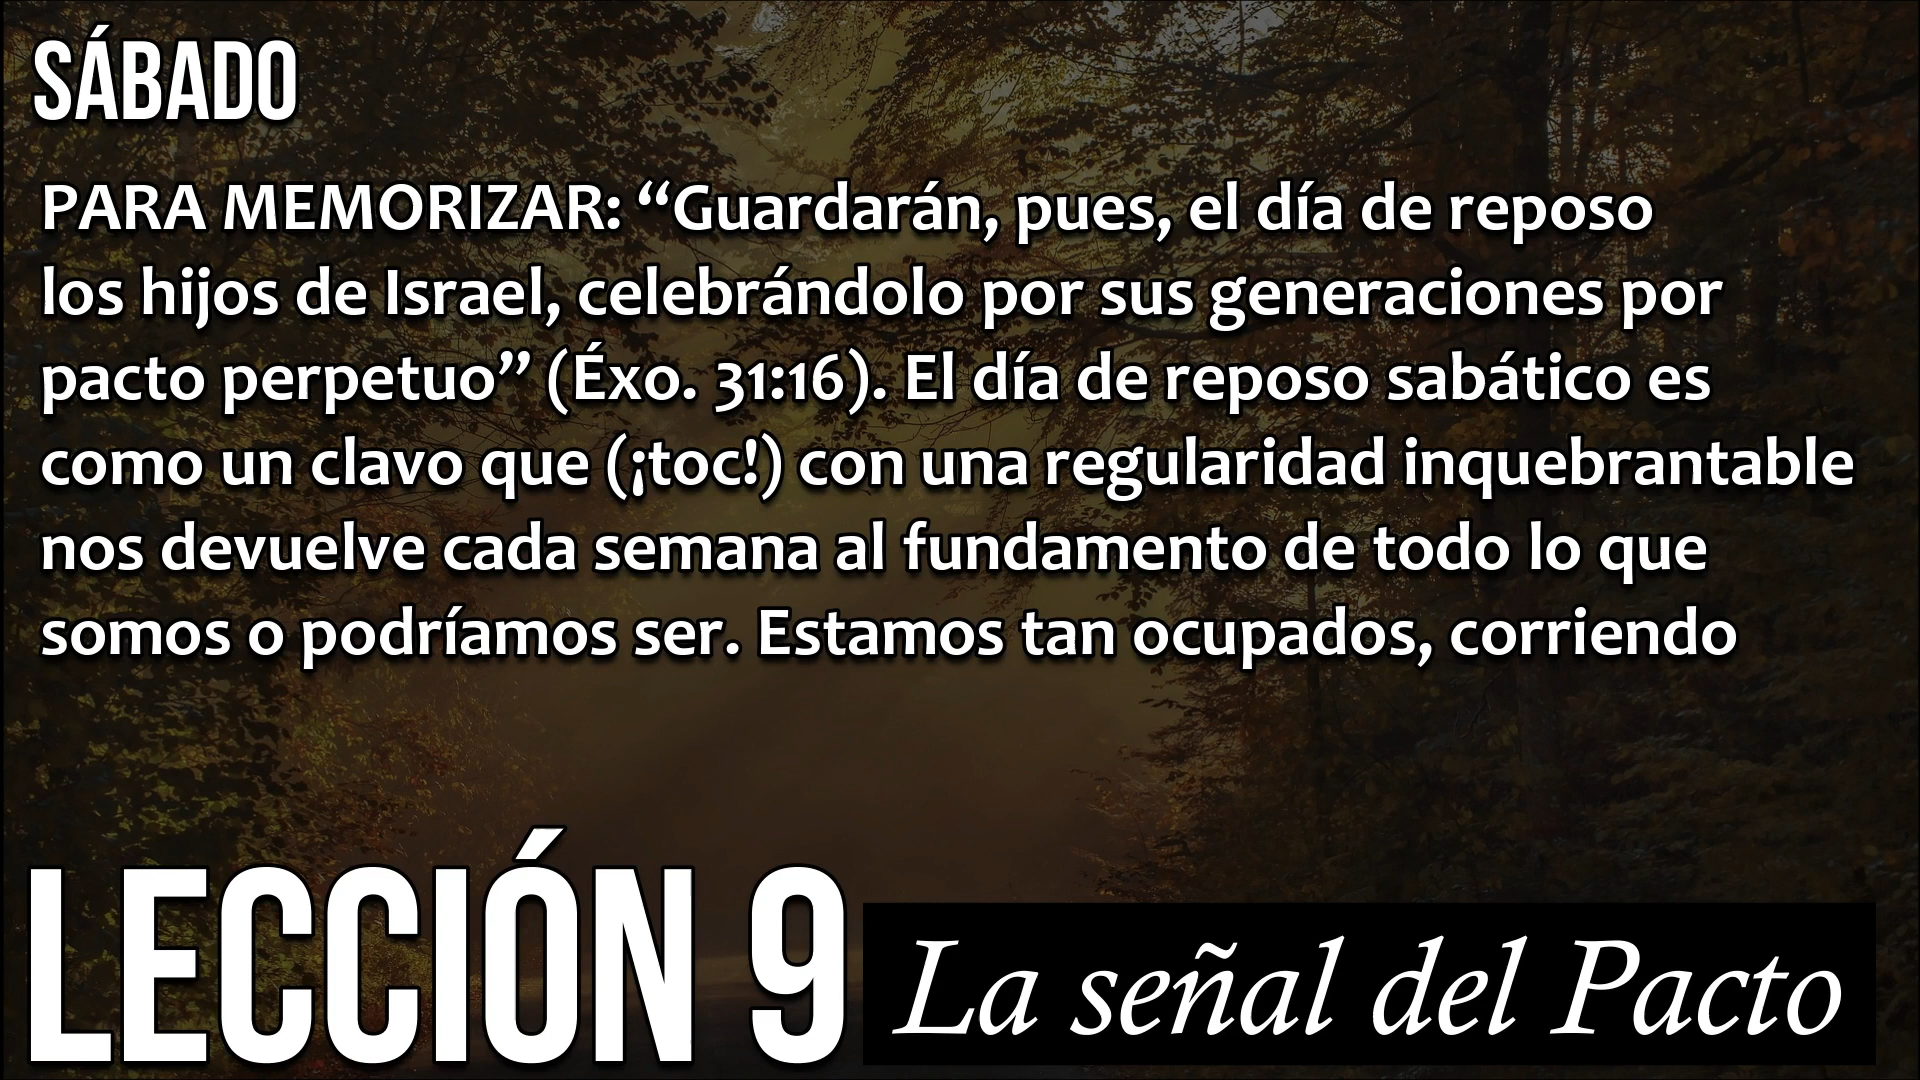 SÁBADO
PARA MEMORIZAR: “Guardarán, pues, el día de reposo
los hijos de Israel, celebrándolo por sus generaciones por
pacto perpetuo” (Éxo. 31:16). El día de reposo sabático es
como un clavo que (¡toc!) con una regularidad inquebrantable
nos devuelve cada semana al fundamento de todo lo que
somos o podríamos ser. Estamos tan ocupados, corriendo
LECCIÓN 9 La señal del Pacto